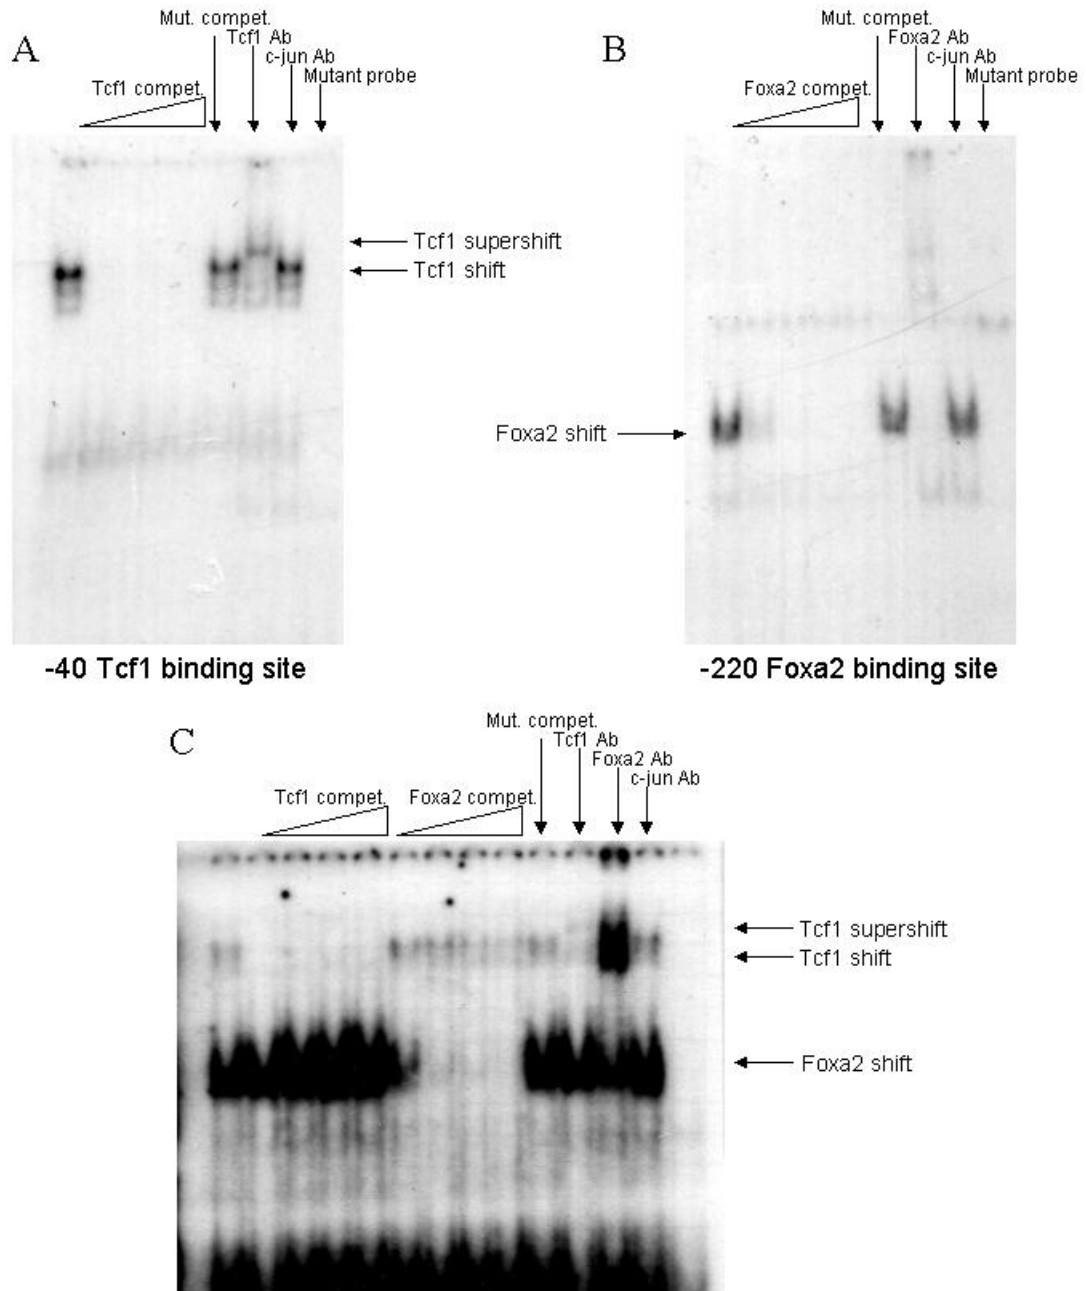 A
Mut. compet.
Tcf1 Ab
c-jun Ab
Mutant probe
Tcf1 compet.
Tcf1 supershift
Tcf1 shift
-40 Tcf1 binding site
B
Mut. compet.
Foxa2 Ab
c-jun Ab
Mutant probe
Foxa2 compet.
Foxa2 shift
-220 Foxa2 binding site
C
Mut. compet.
Tcf1 Ab
Foxa2 Ab
c-jun Ab
Tcf1 compet.
Foxa2 compet.
Tcf1 supershift
Tcf1 shift
Foxa2 shift